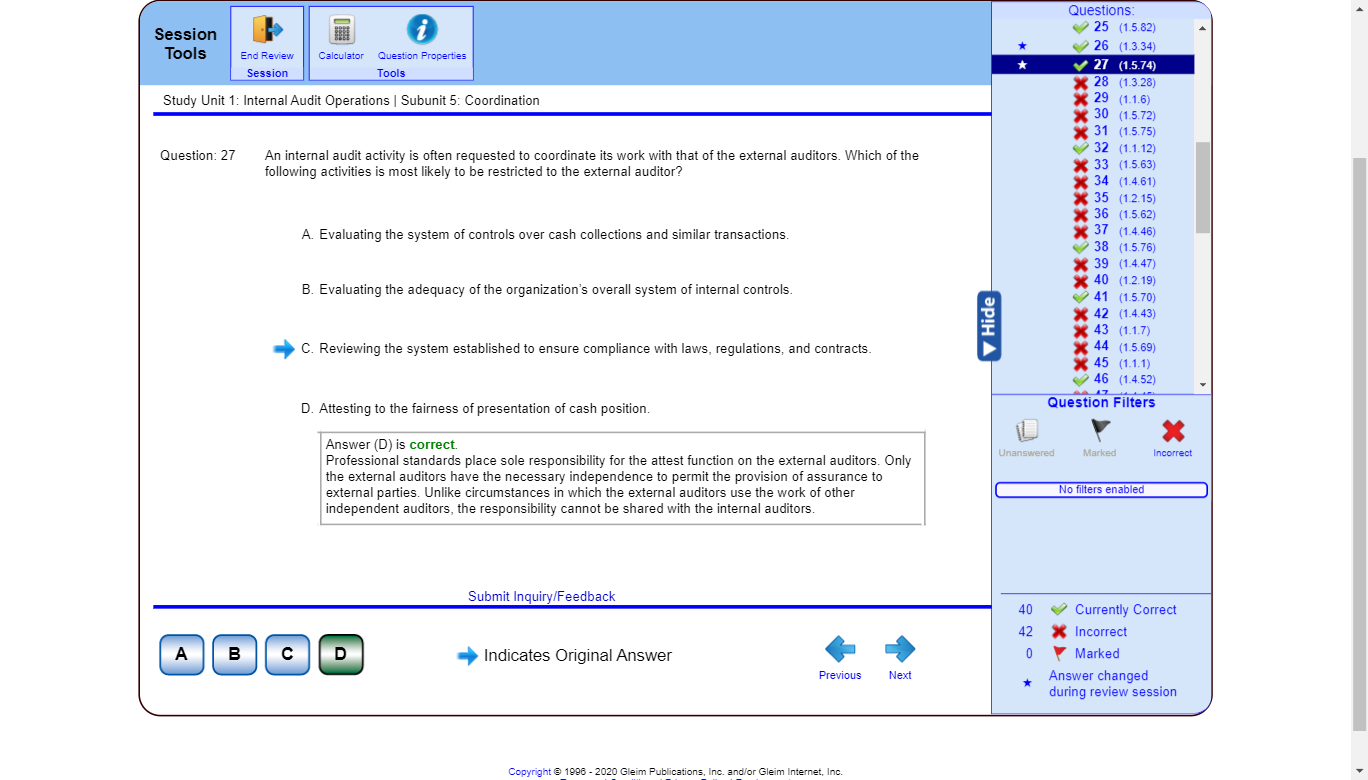 Session
Tools
End Review
Session
Calculator
Question Properties
Tools
Study Unit 1: Internal Audit Operations | Subunit 5: Coordination
Question: 27
An internal audit activity is often requested to coordinate its work with that of the external auditors. Which of the
following activities is most likely to be restricted to the external auditor?
A. Evaluating the system of controls over cash collections and similar transactions.
B. Evaluating the adequacy of the organization's overall system of internal controls.
C. Reviewing the system established to ensure compliance with laws, regulations, and contracts.
D. Attesting to the fairness of presentation of cash position.
Answer (D) is correct.
Professional standards place sole responsibility for the attest function on the external auditors. Only
the external auditors have the necessary independence to permit the provision of assurance to
external parties. Unlike circumstances in which the external auditors use the work of other
independent auditors, the responsibility cannot be shared with the internal auditors.
Submit Inquiry/Feedback
A
B
C
D
Indicates Original Answer
Previous
Next
Questions:
25 (1.5.82)
26 (1.3.34)
27 (1.5.74)
28 (1.3.28)
29 (1.1.6)
30 (1.5.72)
31 (1.5.75)
32 (1.1.12)
33 (1.5.63)
34 (1.4.61)
35 (1.2.15)
36 (1.5.62)
37 (1.4.46)
38 (1.5.76)
39 (1.4.47)
40 (1.2.19)
41 (1.5.70)
42 (1.4.43)
43 (1.1.7)
44 (1.5.69)
45 (1.1.1)
46 (1.4.52)
Hide
Question Filters
Unanswered
Marked
Incorrect
No filters enabled
40 Currently Correct
42 Incorrect
0 Marked
Answer changed
during review session
Copyright © 1996 - 2020 Gleim Publications, Inc. and/or Gleim Internet, Inc.